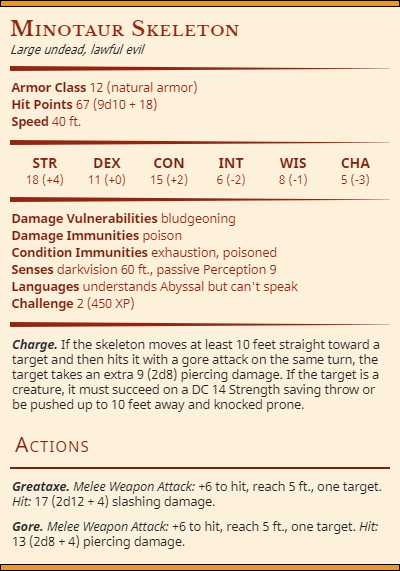 Minotaur Skeleton
Large undead, lawful evil
Armor Class 12 (natural armor)
Hit Points 67 (9d10 + 18)
Speed 40 ft.
STR DEX CON INT WIS CHA
18 (+4) 11 (+0) 15 (+2) 6 (-2) 8 (-1) 5 (-3)
Damage Vulnerabilities bludgeoning
Damage Immunities poison
Condition Immunities exhaustion, poisoned
Senses darkvision 60 ft., passive Perception 9
Languages understands Abyssal but can't speak
Challenge 2 (450 XP)
Charge. If the skeleton moves at least 10 feet straight toward a
target and then hits it with a gore attack on the same turn, the
target takes an extra 9 (2d8) piercing damage. If the target is a
creature, it must succeed on a DC 14 Strength saving throw or
be pushed up to 10 feet away and knocked prone.
Actions
Greataxe. Melee Weapon Attack: +6 to hit, reach 5 ft., one target.
Hit: 17 (2d12 + 4) slashing damage.
Gore. Melee Weapon Attack: +6 to hit, reach 5 ft., one target. Hit:
13 (2d8 + 4) piercing damage.